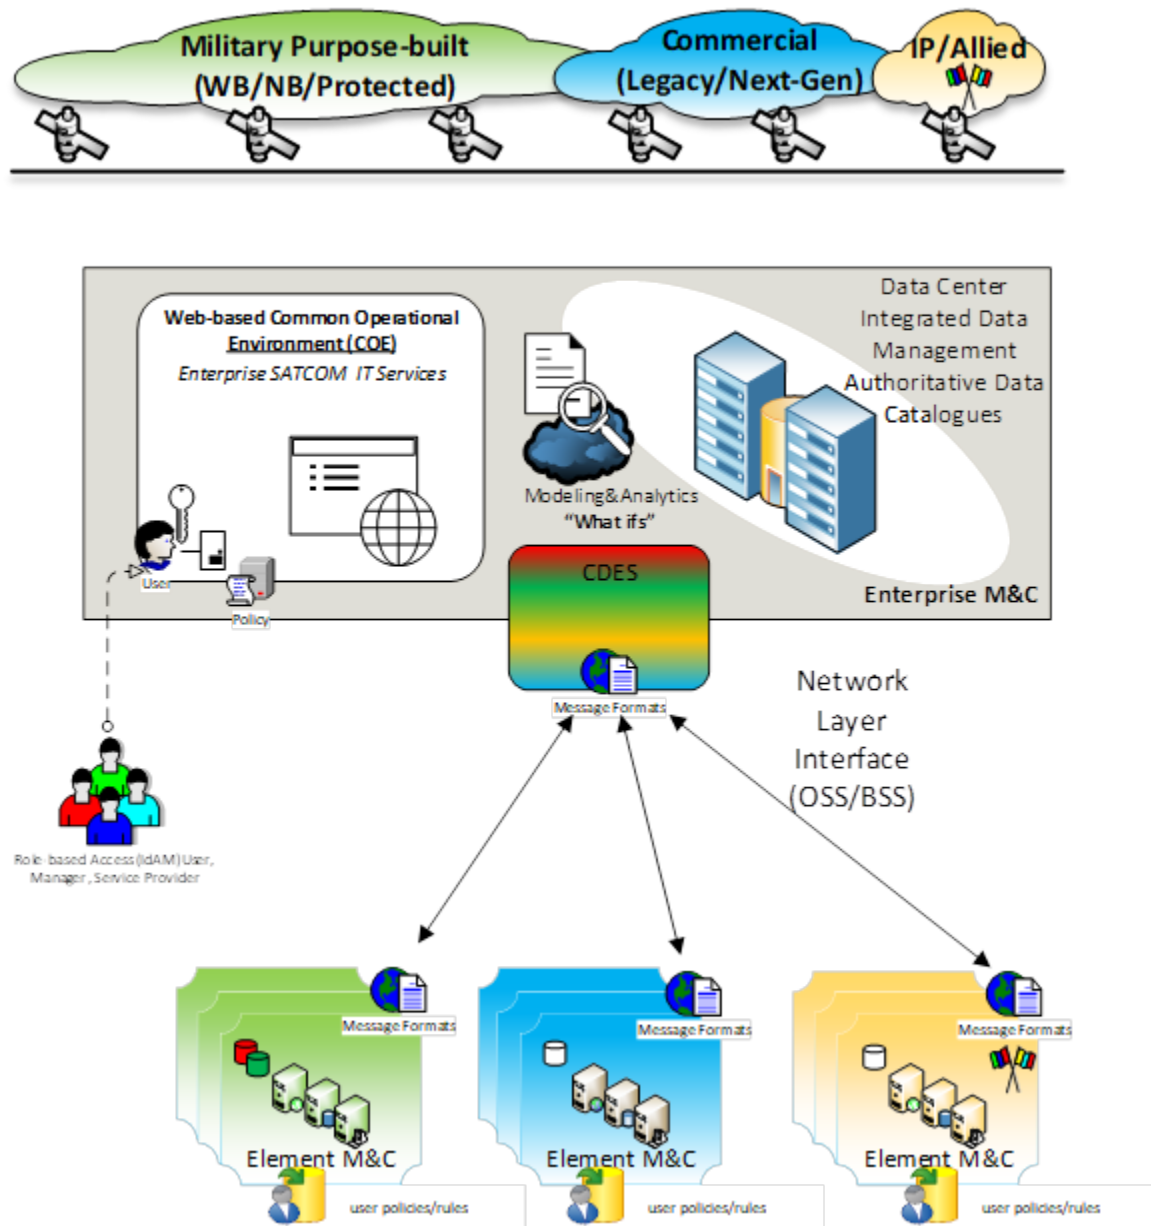 Military Purpose-built
(WB/NB/Protected)
Commercial
(Legacy/Next-Gen)
IP/Allied
Web-based Common Operational
Environment (COE)
Enterprise SATCOM IT Services
Data Center
Integrated Data
Management
Authoritative Data
Catalogues
Modeling&Analytics
“What ifs”
User
Policy
CDES
Enterprise M&C
Message Formats
Network
Layer
Interface
(OSS/BSS)
Role-based Access (IdAM) User,
Manager, Service Provider
Message Formats
Element M&C
user policies/rules
Message Formats
Element M&C
user policies/rules
Message Formats
Element M&C
user policies/rules